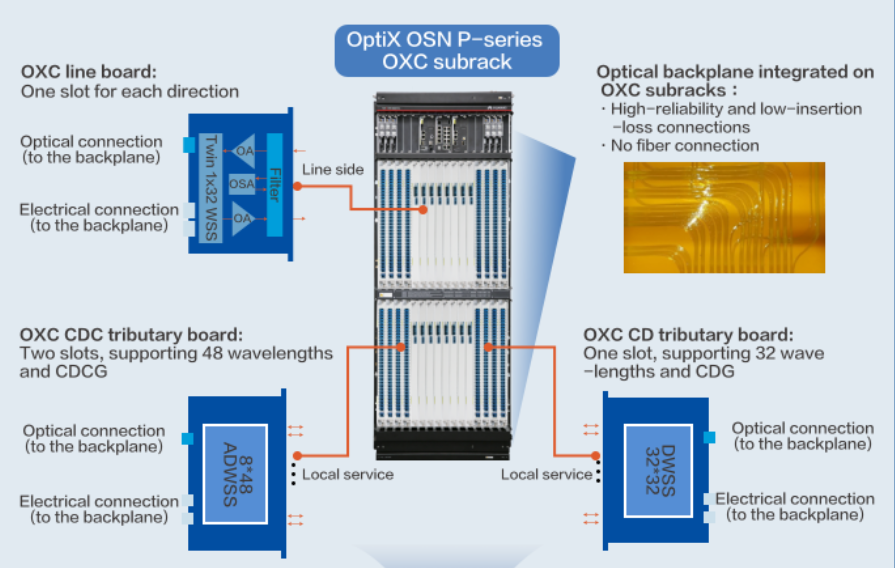 OptiX OSN P-series
OXC subrack
OXC line board:
One slot for each direction
Optical connection
(to the backplane)
Electrical connection
(to the backplane)
Twin 1x32 WSS
OA
OSA
OA
Filter
Line side
Optical backplane integrated on
OXC subracks :
· High-reliability and low-insertion
-loss connections
· No fiber connection
OXC CDC tributary board:
Two slots, supporting 48 wavelengths
and CDCG
Optical connection
(to the backplane)
Electrical connection
(to the backplane)
8*48
ADWSS
Local service
OXC CD tributary board:
One slot, supporting 32 wave
-lengths and CDG
Local service
DWSS
32*32
Optical connection
(to the backplane)
Electrical connection
(to the backplane)